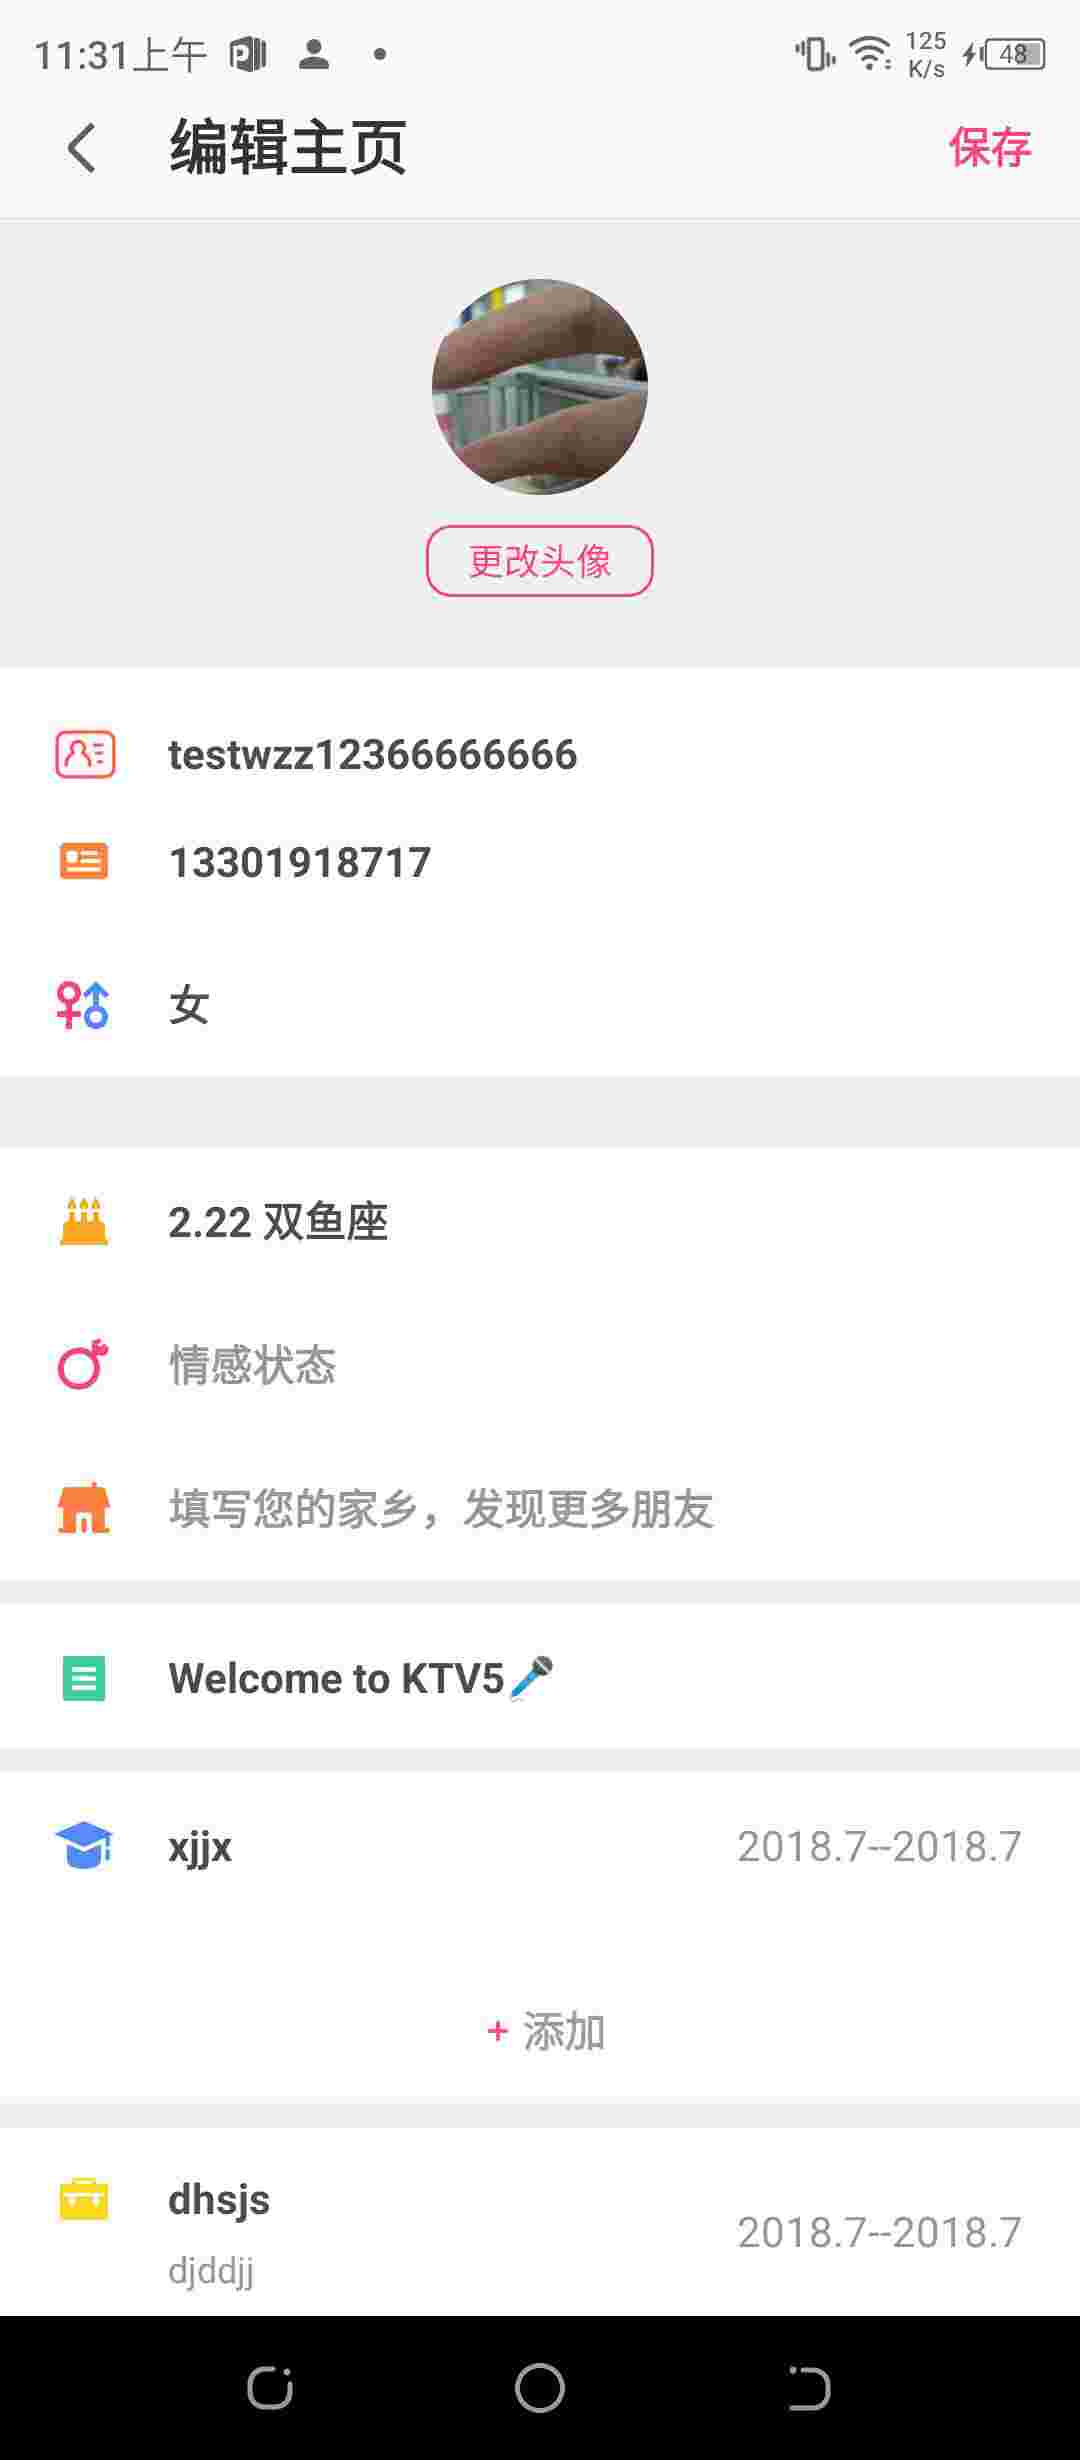 11:31上午
125
K/s
48
编辑主页
保存
更改头像
testwzz12366666666
13301918717
女
2.22 双鱼座
情感状态
填写您的家乡，发现更多朋友
Welcome to KTV5🎤
xjjx
2018.7--2018.7
+ 添加
dhsjs
2018.7--2018.7
djddjj